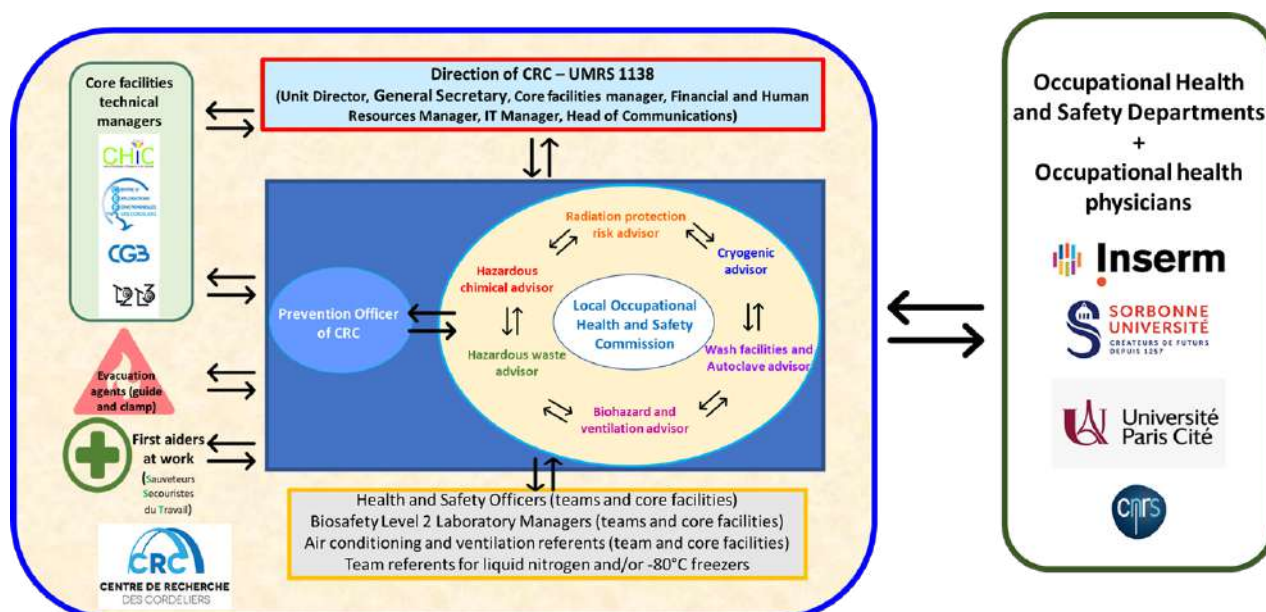 Core facilities
technical
managers
CHIC
CENTRE D'
EXPLORATIONS
FONCTIONNELLES
DES CORDELIERS
CGB
Evacuation
agents (guide
and clamp)
First aiders
at work
(Sauveteurs
Secouristes
du Travail)
CRC
CENTRE DE RECHERCHE
DES CORDELIERS
Direction of CRC – UMRS 1138
(Unit Director, General Secretary, Core facilities manager, Financial and Human
Resources Manager, IT Manager, Head of Communications)
Prevention Officer
of CRC
Radiation protection
risk advisor
Cryogenic
advisor
Hazardous
chimical advisor
Local Occupational
Health and Safety
Commission
Hazardous waste
advisor
Wash facilities and
Autoclave advisor
Biohazard and
ventilation advisor
Health and Safety Officers (teams and core facilities)
Biosafety Level 2 Laboratory Managers (teams and core facilities)
Air conditioning and ventilation referents (team and core facilities)
Team referents for liquid nitrogen and/or -80°C freezers
Occupational Health
and Safety Departments
+
Occupational health
physicians
Inserm
SORBONNE
UNIVERSITÉ
CRÉATEURS DE FUTURS
DEPUIS 1257
Université
Paris Cité
cnrs